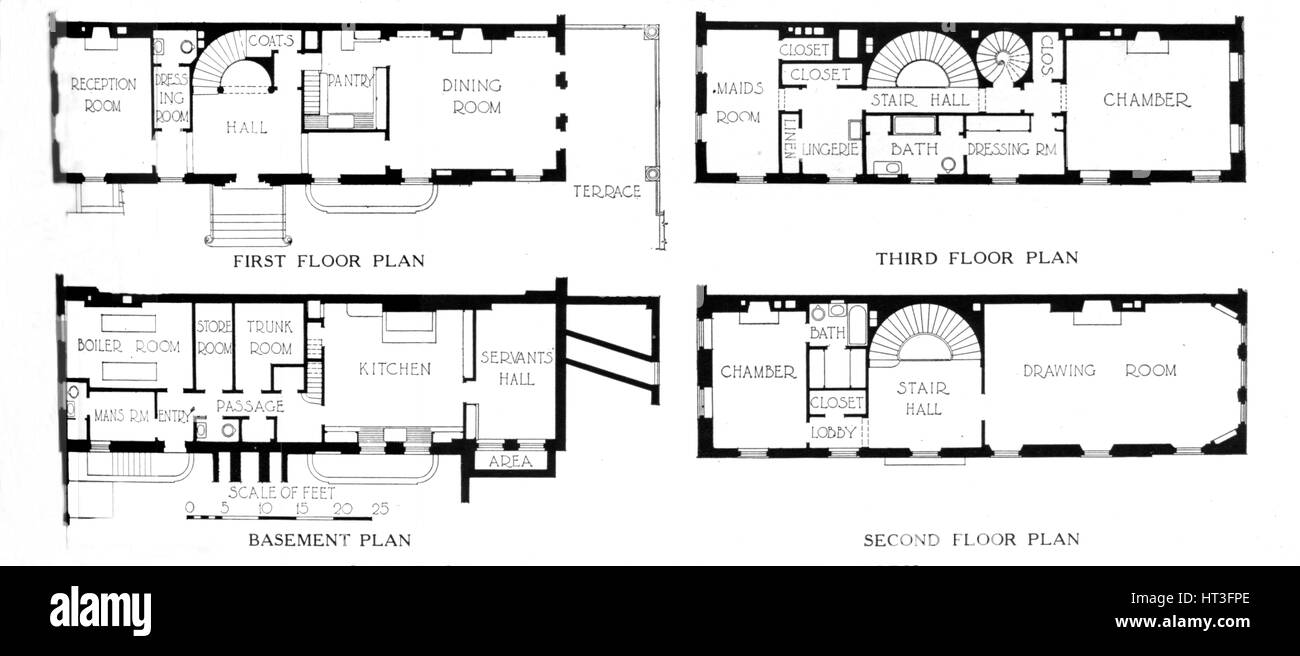 COATS
RECEPTION
ROOM
DRESS
ING
ROOM
HALL
PANTRY
DINING
ROOM
TERRACE
FIRST FLOOR PLAN
MAIDS
ROOM
CLOSET
CLOSET
LINEN
LINGERIE
STAIR HALL
BATH
DRESSING RM.
CLOS
CHAMBER
THIRD FLOOR PLAN
BOILER ROOM
STORE
ROOM
TRUNK
ROOM
MANS RM
ENTRY
PASSAGE
KITCHEN
SERVANTS'
HALL
AREA
SCALE OF FEET
0 5 10 15 20 25
BASEMENT PLAN
CHAMBER
BATH
CLOSET
LOBBY
STAIR
HALL
DRAWING ROOM
SECOND FLOOR PLAN
alamy
alamy
Image ID: HT3FPE
www.alamy.com